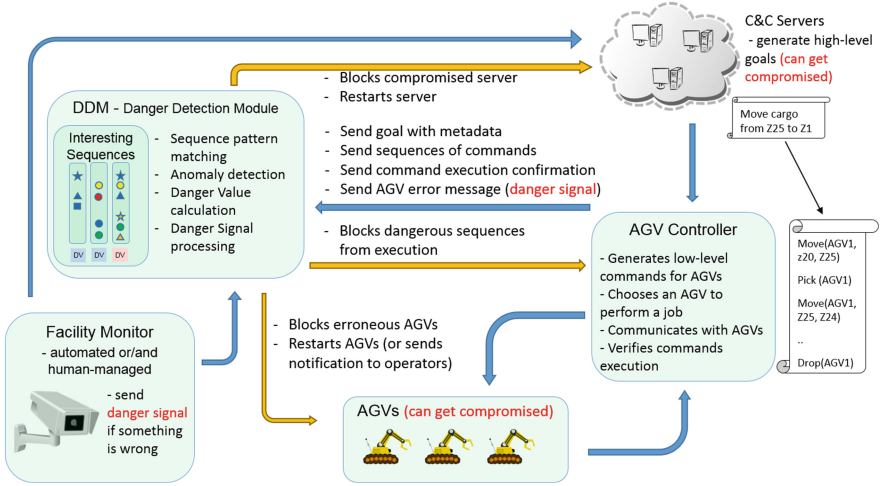 C&C Servers
- generate high-level
goals (can get
compromised)
Move cargo
from Z25 to Z1
- Blocks compromised server
- Restarts server
DDM - Danger Detection Module
Interesting
Sequences
DV
DV
DV
- Sequence pattern
matching
- Anomaly detection
- Danger Value
calculation
- Danger Signal
processing
- Send goal with metadata
- Send sequences of commands
- Send command execution confirmation
- Send AGV error message (danger signal)
- Blocks dangerous sequences
from execution
AGV Controller
- Generates low-level
commands for AGVs
- Chooses an AGV to
perform a job
- Communicates with AGVs
- Verifies commands
execution
Move(AGV1,
z20, Z25)
Pick (AGV1)
Move(AGV1,
Z25, Z24)
..
Drop(AGV1)
Facility Monitor
- automated or/and
human-managed
- send
danger signal
if something
is wrong
- Blocks erroneous AGVs
- Restarts AGVs (or sends
notification to operators)
AGVs (can get compromised)